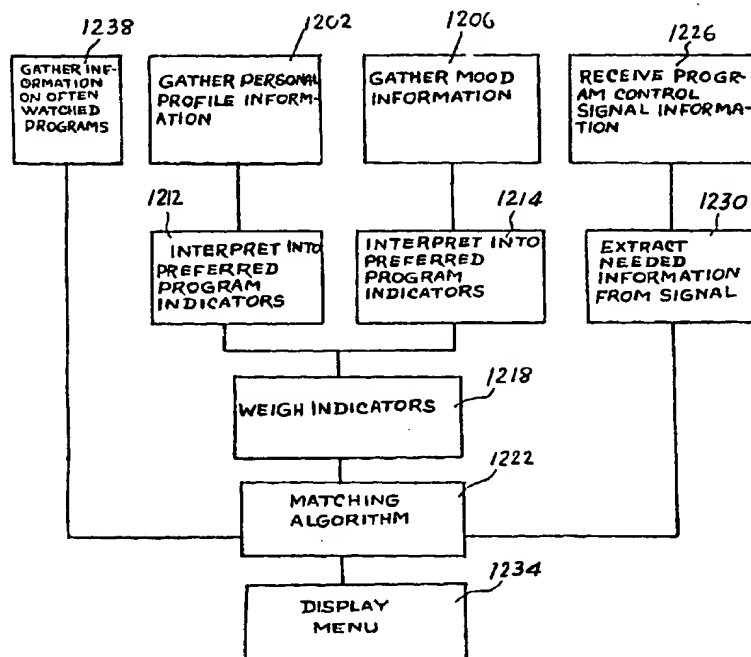 1238
GATHER INF-
ORMATION
ON OFTEN
WATCHED
PROGRAMS
1202
GATHER PERSONAL
PROFILE INFORM-
ATION
1206
GATHER MOOD
INFORMATION
1226
RECEIVE PROGR-
AM CONTROL
SIGNAL INFORMA-
TION
1212
INTERPRET INTO
PREFERRED
PROGRAM
INDICATORS
1214
INTERPRET INTO
PREFERRED
PROGRAM
INDICATORS
1230
EXTRACT
NEEDED
INFORMATION
FROM SIGNAL
1218
WEIGH INDICATORS
1222
MATCHING
ALGORITHM
1234
DISPLAY
MENU